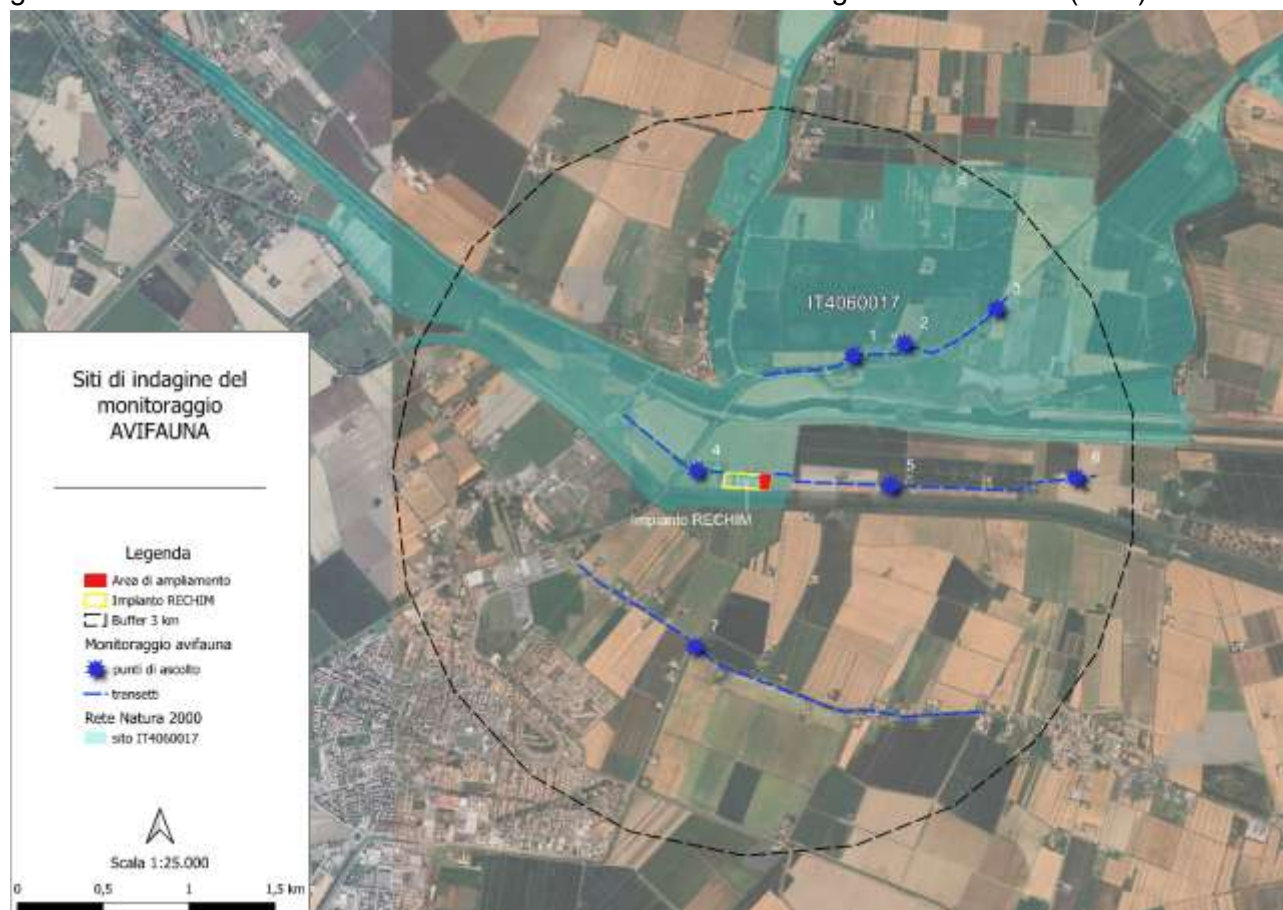 Siti di indagine del
monitoraggio
AVIFAUNA
Legenda
Area di ampliamento
Impianto RECHIM
Buffer 3 km
Monitoraggio avifauna
punti di ascolto
transetti
Rete Natura 2000
sito IT4060017
Scala 1:25.000
0 0,5 1 1,5 km
3
IT4060017
1 2
4
5
6
Impianto RECHIM
7